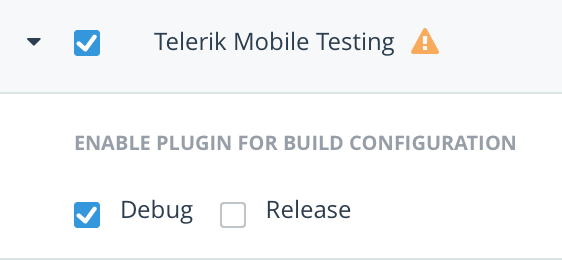 Telerik Mobile Testing
ENABLE PLUGIN FOR BUILD CONFIGURATION
Debug Release